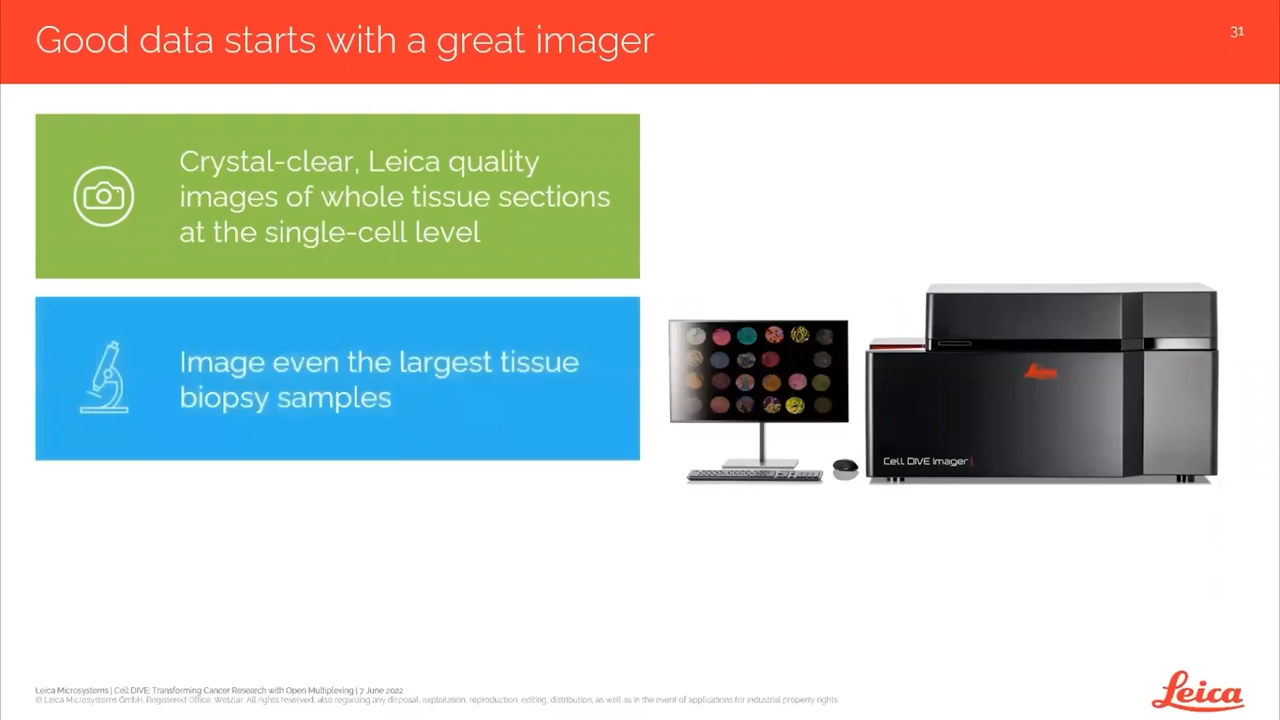 Good data starts with a great imager
31
Crystal-clear, Leica quality
images of whole tissue sections
at the single-cell level
Image even the largest tissue
biopsy samples
Leica
Cell DIVE Imager
Leica Microsystems | Cell DIVE: Transforming Cancer Research with Open Multiplexing | 7 June 2022
© Leica Microsystems GmbH, Registered Office: Wetzlar. All rights reserved, also regarding any disposal, exploitation, reproduction, editing, distribution, as well as in the event of applications for industrial property rights.
Leica